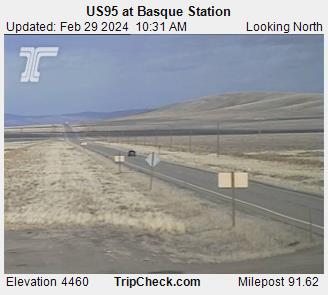 US95 at Basque Station
Updated: Feb 29 2024 10:31 AM Looking North
Elevation 4460 TripCheck.com Milepost 91.62